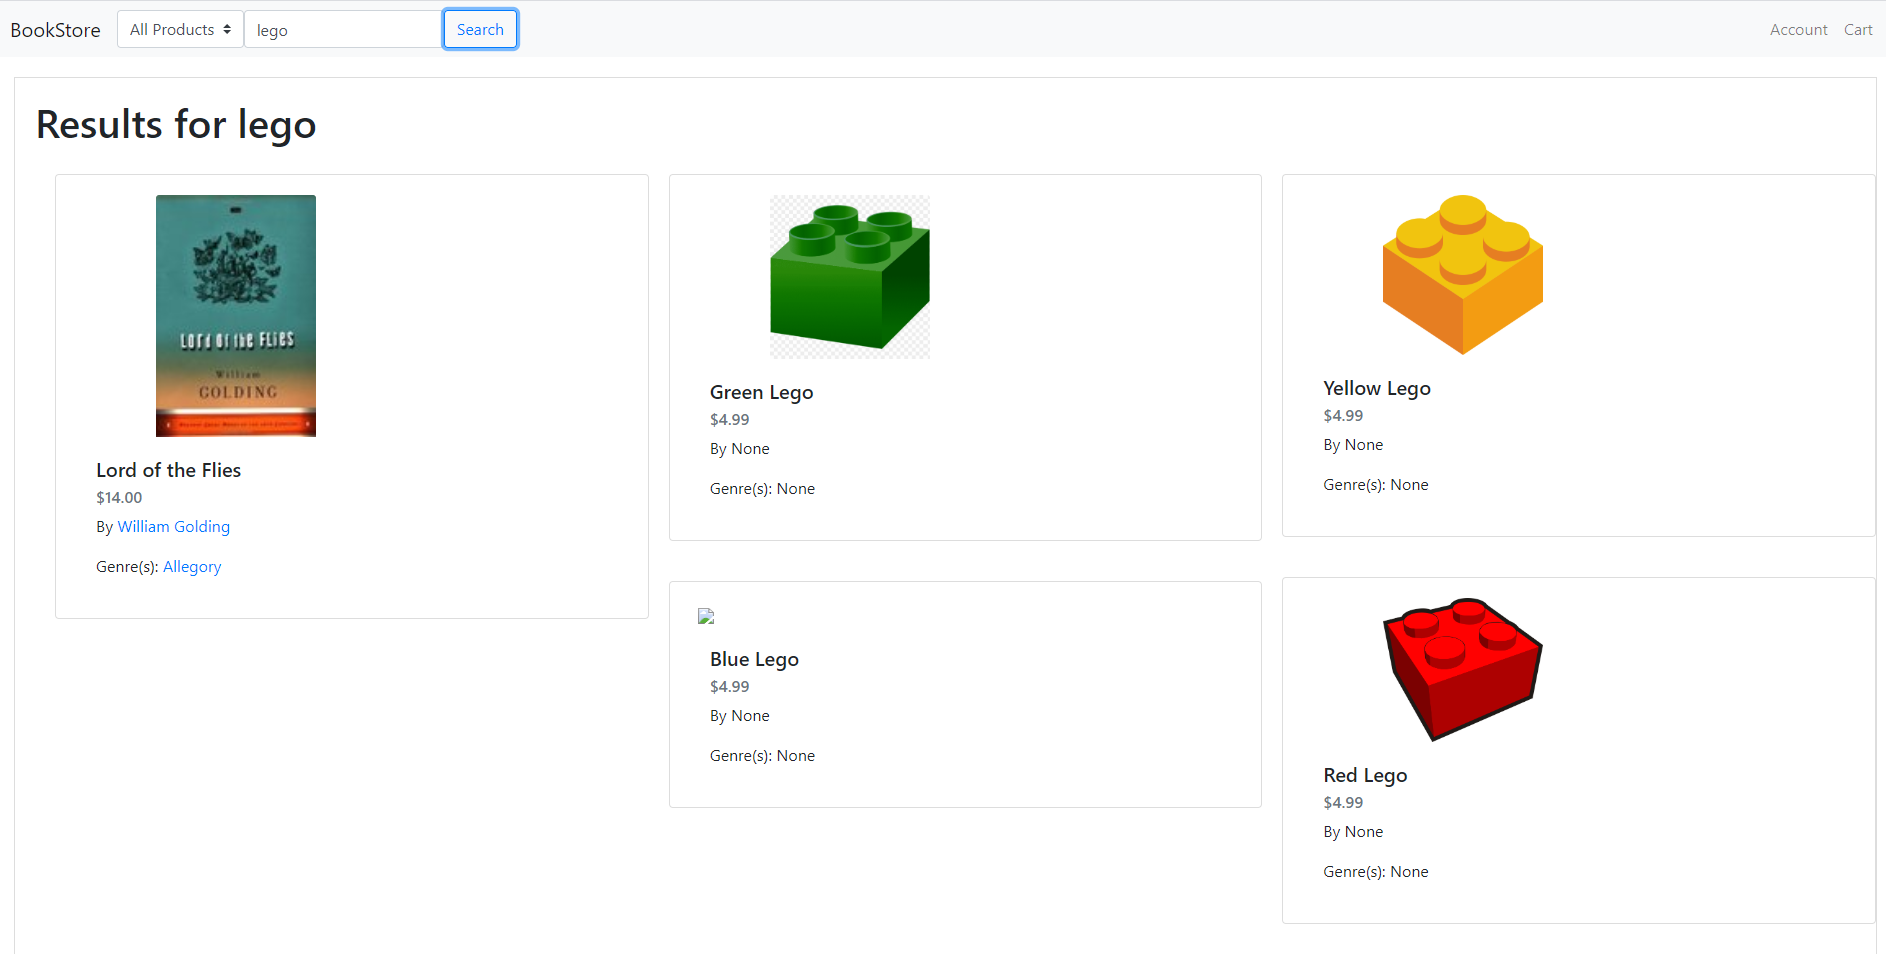 BookStore
All Products
lego
Search
Account
Cart
Results for lego
LORD OF THE FLIES
William
GOLDING
Lord of the Flies
$14.00
By William Golding
Genre(s): Allegory
Green Lego
$4.99
By None
Genre(s): None
Blue Lego
$4.99
By None
Genre(s): None
Yellow Lego
$4.99
By None
Genre(s): None
Red Lego
$4.99
By None
Genre(s): None